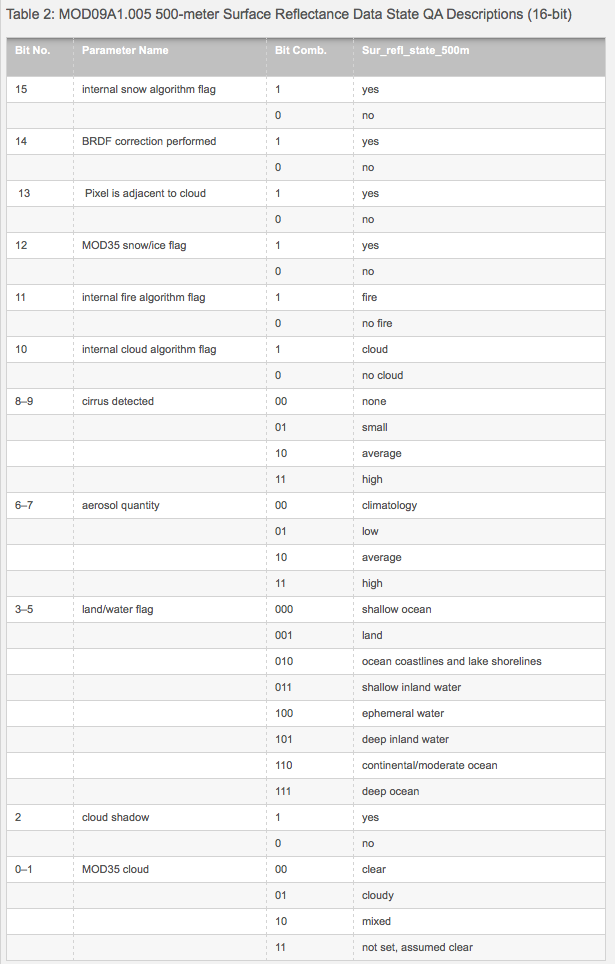 Table 2: MOD09A1.005 500-meter Surface Reflectance Data State QA Descriptions (16-bit)
Bit No. Parameter Name Bit Comb. Sur_refl_state_500m
15 internal snow algorithm flag 1 yes
0 no
14 BRDF correction performed 1 yes
0 no
13 Pixel is adjacent to cloud 1 yes
0 no
12 MOD35 snow/ice flag 1 yes
0 no
11 internal fire algorithm flag 1 fire
0 no fire
10 internal cloud algorithm flag 1 cloud
0 no cloud
8–9 cirrus detected 00 none
01 small
10 average
11 high
6–7 aerosol quantity 00 climatology
01 low
10 average
11 high
3–5 land/water flag 000 shallow ocean
001 land
010 ocean coastlines and lake shorelines
011 shallow inland water
100 ephemeral water
101 deep inland water
110 continental/moderate ocean
111 deep ocean
2 cloud shadow 1 yes
0 no
0–1 MOD35 cloud 00 clear
01 cloudy
10 mixed
11 not set, assumed clear